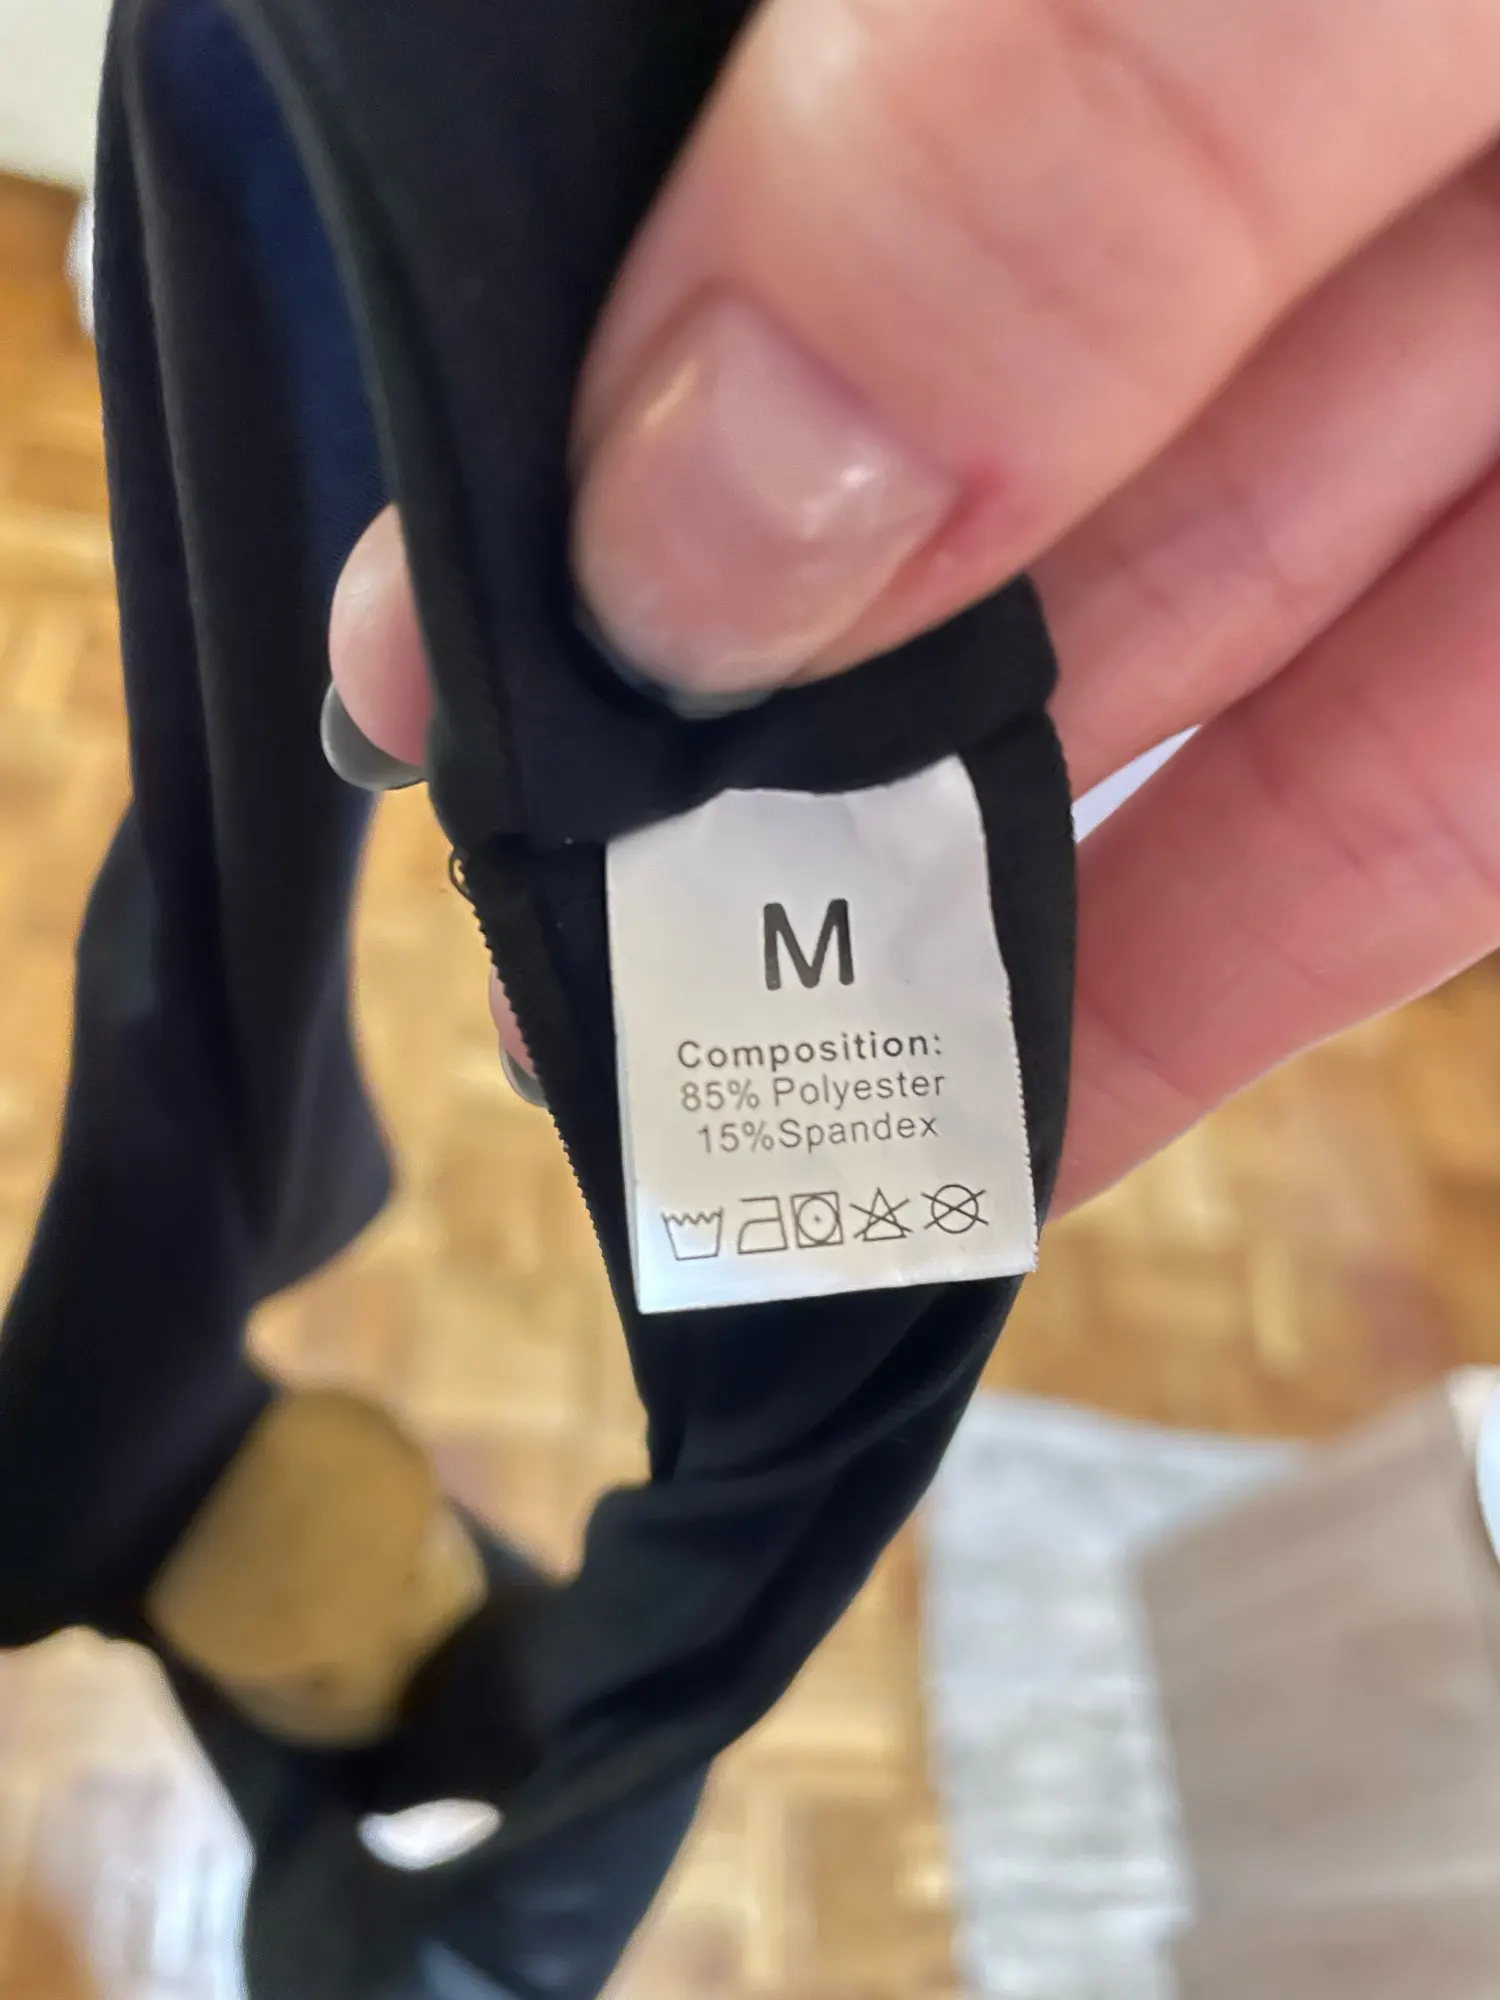 M
Composition:
85% Polyester
15%Spandex